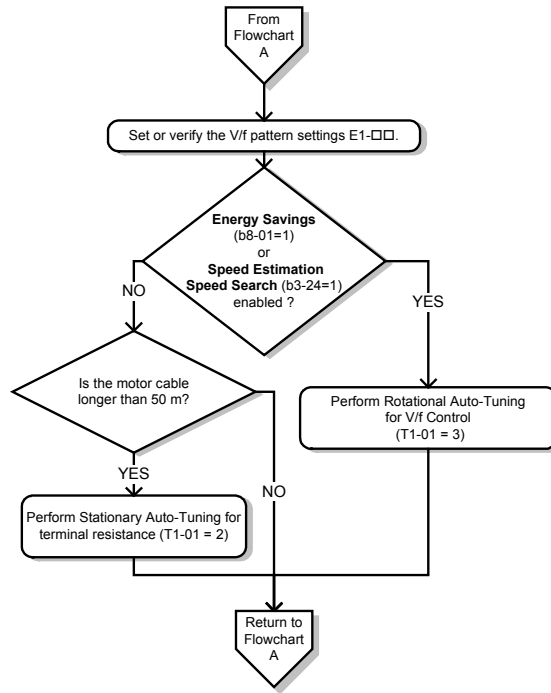 From
Flowchart
A
Set or verify the V/f pattern settings E1-□□.
Energy Savings
(b8-01=1)
or
Speed Estimation
Speed Search (b3-24=1)
enabled ?
NO
YES
Is the motor cable
longer than 50 m?
Perform Rotational Auto-Tuning
for V/f Control
(T1-01 = 3)
YES
NO
Perform Stationary Auto-Tuning for
terminal resistance (T1-01 = 2)
Return to
Flowchart
A